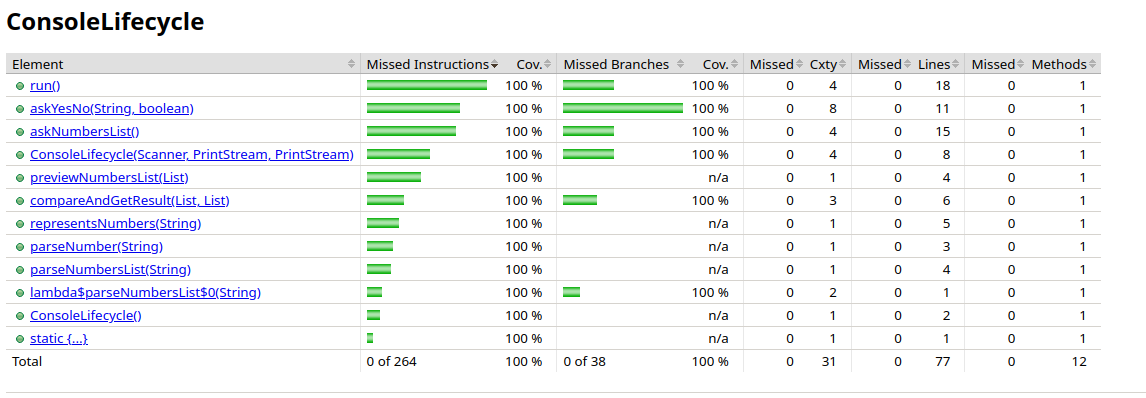 ConsoleLifecycle
Element Missed Instructions Cov. Missed Branches Cov. Missed Cxty Missed Lines Missed Methods
run() 100 % 100 % 0 4 0 18 0 1
askYesNo(String, boolean) 100 % 100 % 0 8 0 11 0 1
askNumbersList() 100 % 100 % 0 4 0 15 0 1
ConsoleLifecycle(Scanner, PrintStream, PrintStream) 100 % 100 % 0 4 0 8 0 1
previewNumbersList(List) 100 % n/a 0 1 0 4 0 1
compareAndGetResult(List, List) 100 % 100 % 0 3 0 6 0 1
representsNumbers(String) 100 % n/a 0 1 0 5 0 1
parseNumber(String) 100 % n/a 0 1 0 3 0 1
parseNumbersList(String) 100 % n/a 0 1 0 4 0 1
lambda$parseNumbersList$0(String) 100 % 100 % 0 2 0 1 0 1
ConsoleLifecycle() 100 % n/a 0 1 0 2 0 1
static {...} 100 % n/a 0 1 0 1 0 1
Total 0 of 264 100 % 0 of 38 100 % 0 31 0 77 0 12